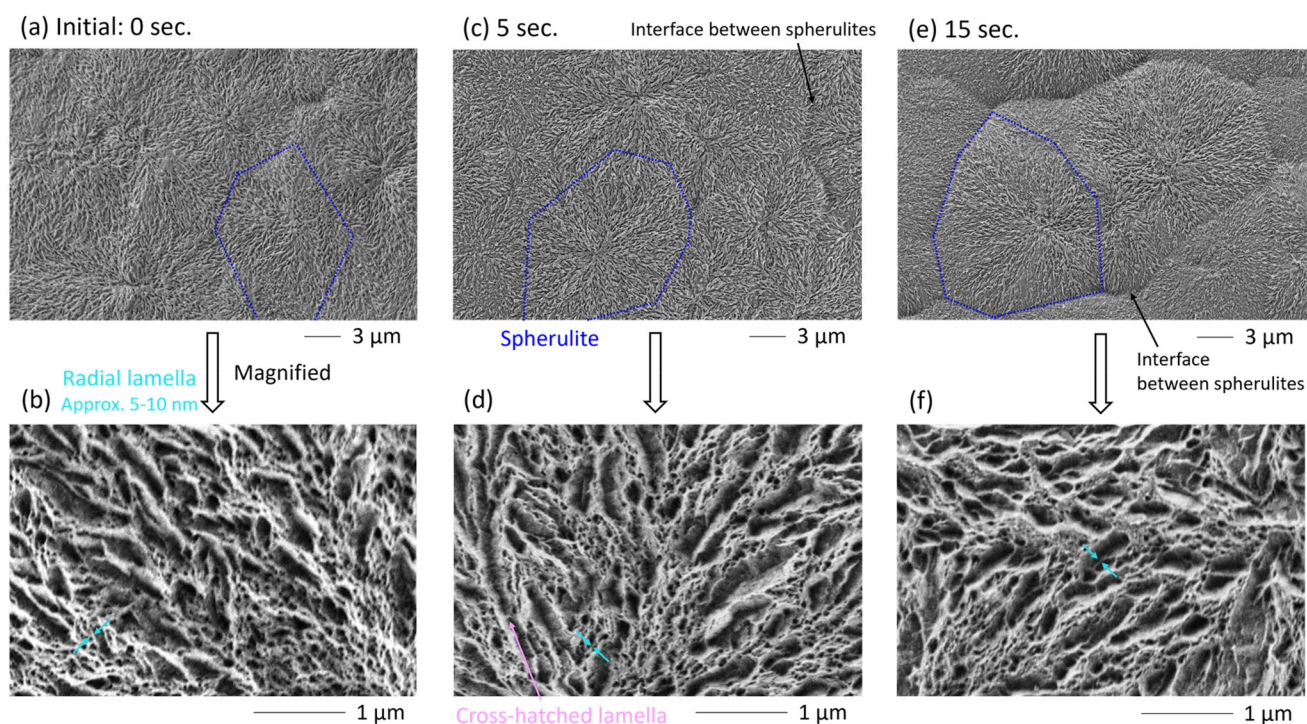 (a) Initial: 0 sec.
(c) 5 sec.
Interface between spherulites
(e) 15 sec.
3 µm
Spherulite
3 µm
3 µm
Radial lamella
Approx. 5-10 nm
Magnified
Interface
between spherulites
(b)
(d)
(f)
1 µm
Cross-hatched lamella
1 µm
1 µm